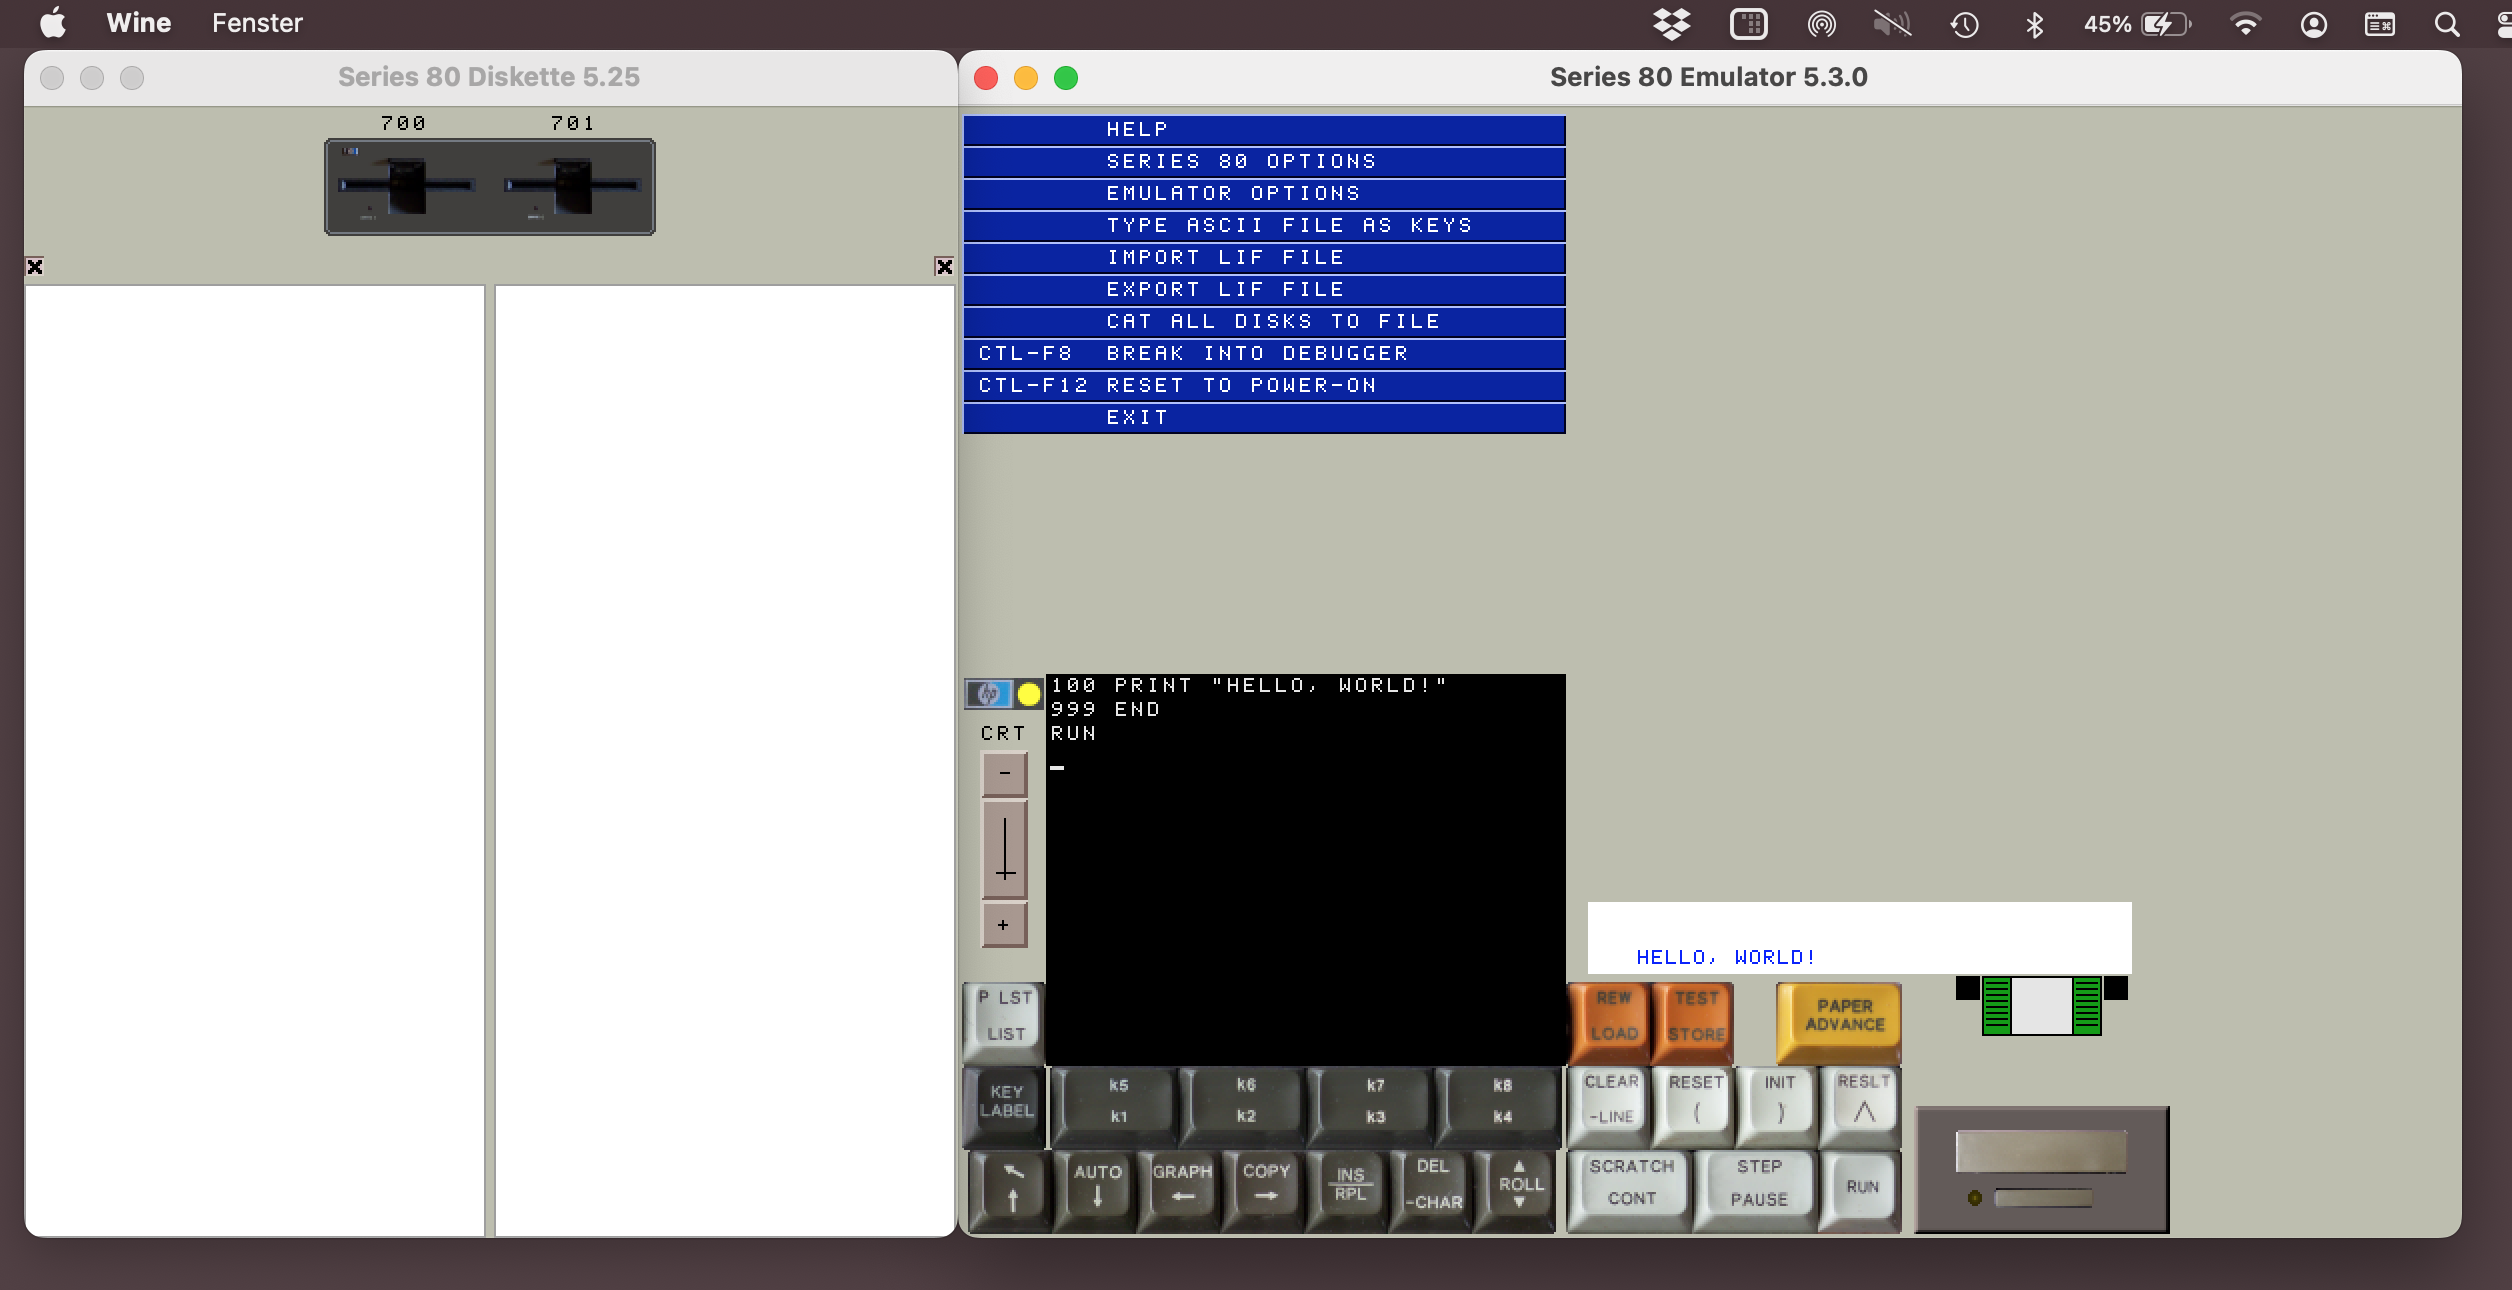 Wine Fenster 45%
Series 80 Diskette 5.25
700 701
Series 80 Emulator 5.3.0
HELP
SERIES 80 OPTIONS
EMULATOR OPTIONS
TYPE ASCII FILE AS KEYS
IMPORT LIF FILE
EXPORT LIF FILE
CAT ALL DISKS TO FILE
CTL-F8 BREAK INTO DEBUGGER
CTL-F12 RESET TO POWER-ON
EXIT
hp
CRT
-
+
100 PRINT "HELLO, WORLD!"
999 END
RUN
HELLO, WORLD!
P LST
LIST
REW
LOAD
TEST
STORE
PAPER
ADVANCE
KEY
LABEL
k5
k1
k6
k2
k7
k3
k8
k4
CLEAR
-LINE
RESET
(
INIT
)
RESLT
^
AUTO
GRAPH
COPY
INS
RPL
DEL
-CHAR
ROLL
SCRATCH
CONT
STEP
PAUSE
RUN